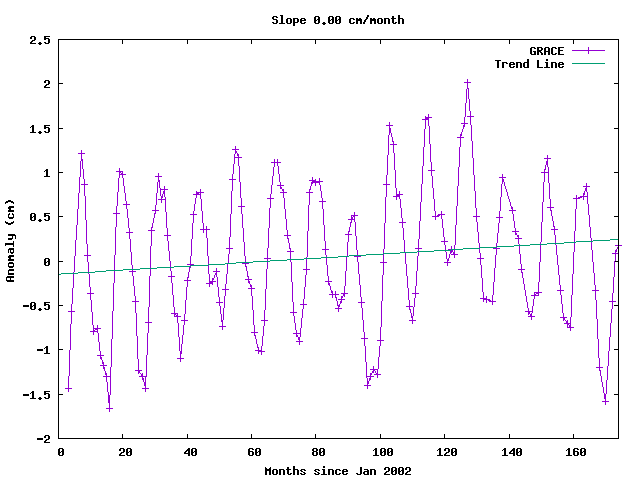 Slope 0.00 cm/month
GRACE
Trend Line
Anomaly (cm)
2.5
2
1.5
1
0.5
0
-0.5
-1
-1.5
-2
0 20 40 60 80 100 120 140 160
Months since Jan 2002